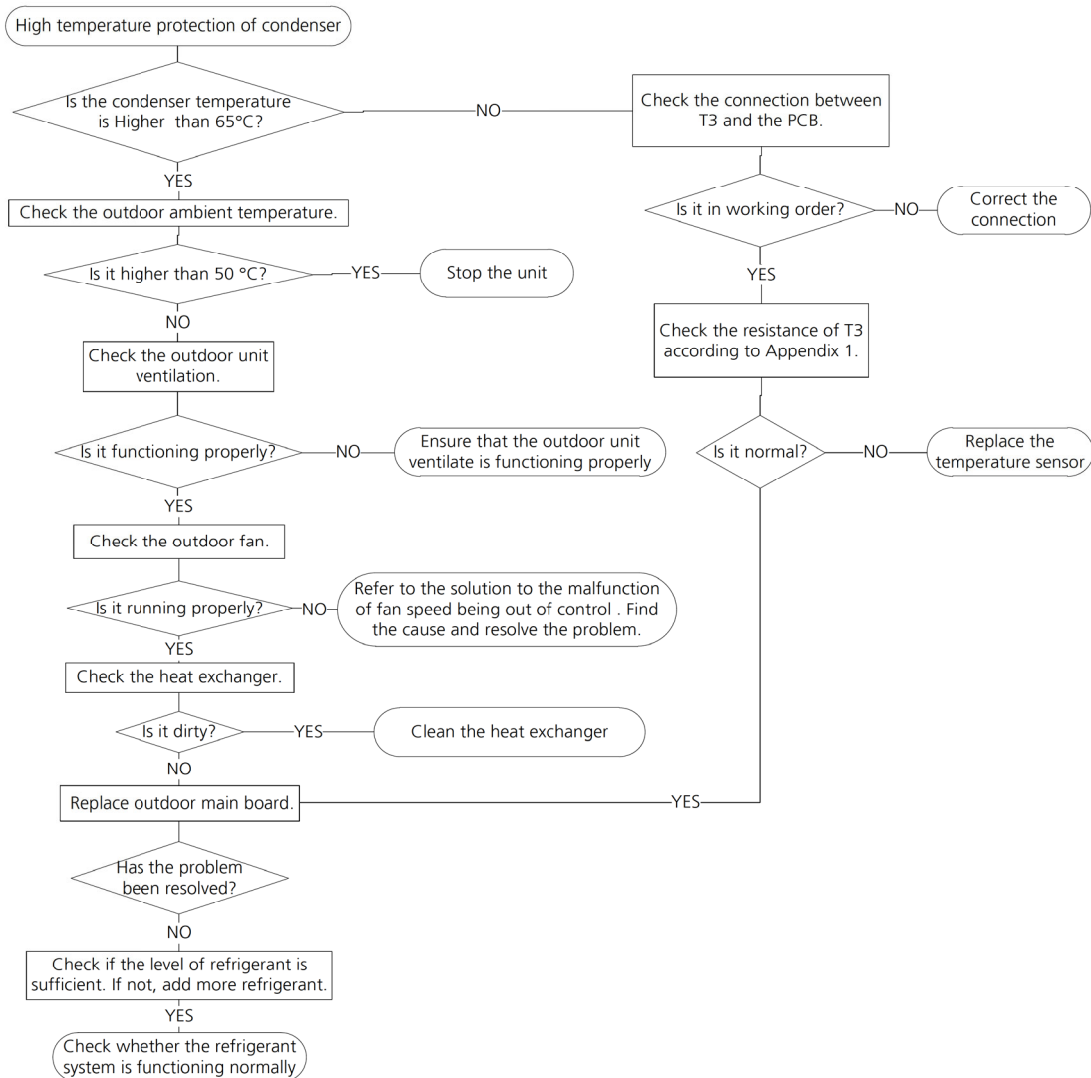 High temperature protection of condenser
Is the condenser temperature
is Higher than 65°C?
NO
Check the connection between
T3 and the PCB.
YES
Check the outdoor ambient temperature.
Is it in working order?
NO
Correct the
connection
Is it higher than 50 °C?
YES
Stop the unit
YES
NO
Check the outdoor unit
ventilation.
Check the resistance of T3
according to Appendix 1.
Is it functioning properly?
NO
Ensure that the outdoor unit
ventilate is functioning properly
Is it normal?
NO
Replace the
temperature sensor
YES
Check the outdoor fan.
Is it running properly?
NO
Refer to the solution to the malfunction
of fan speed being out of control . Find
the cause and resolve the problem.
YES
Check the heat exchanger.
Is it dirty?
YES
Clean the heat exchanger
NO
Replace outdoor main board.
YES
Has the problem
been resolved?
NO
Check if the level of refrigerant is
sufficient. If not, add more refrigerant.
YES
Check whether the refrigerant
system is functioning normally